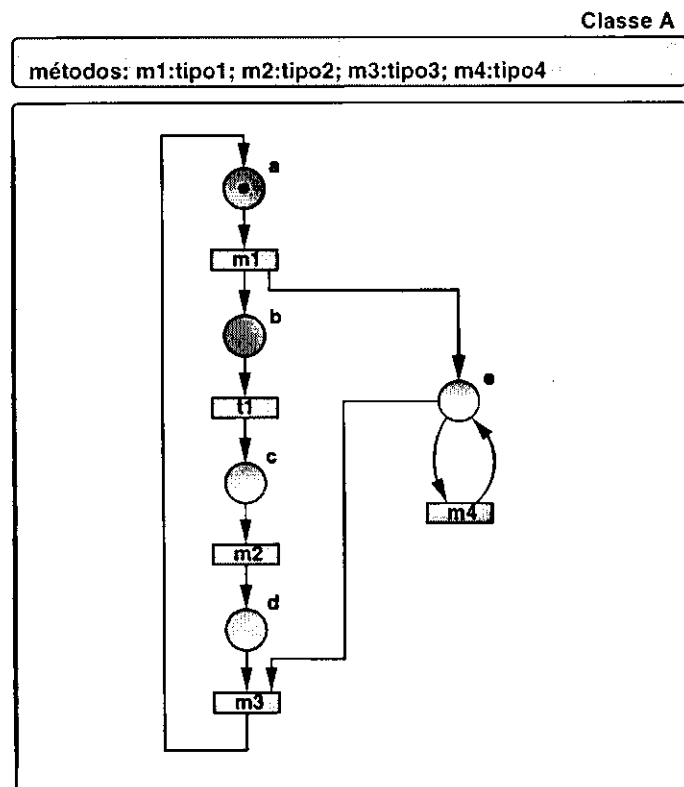 Classe A
métodos: m1:tipo1; m2:tipo2; m3:tipo3; m4:tipo4
a
m1
b
e
t1
c
m4
m2
d
m3